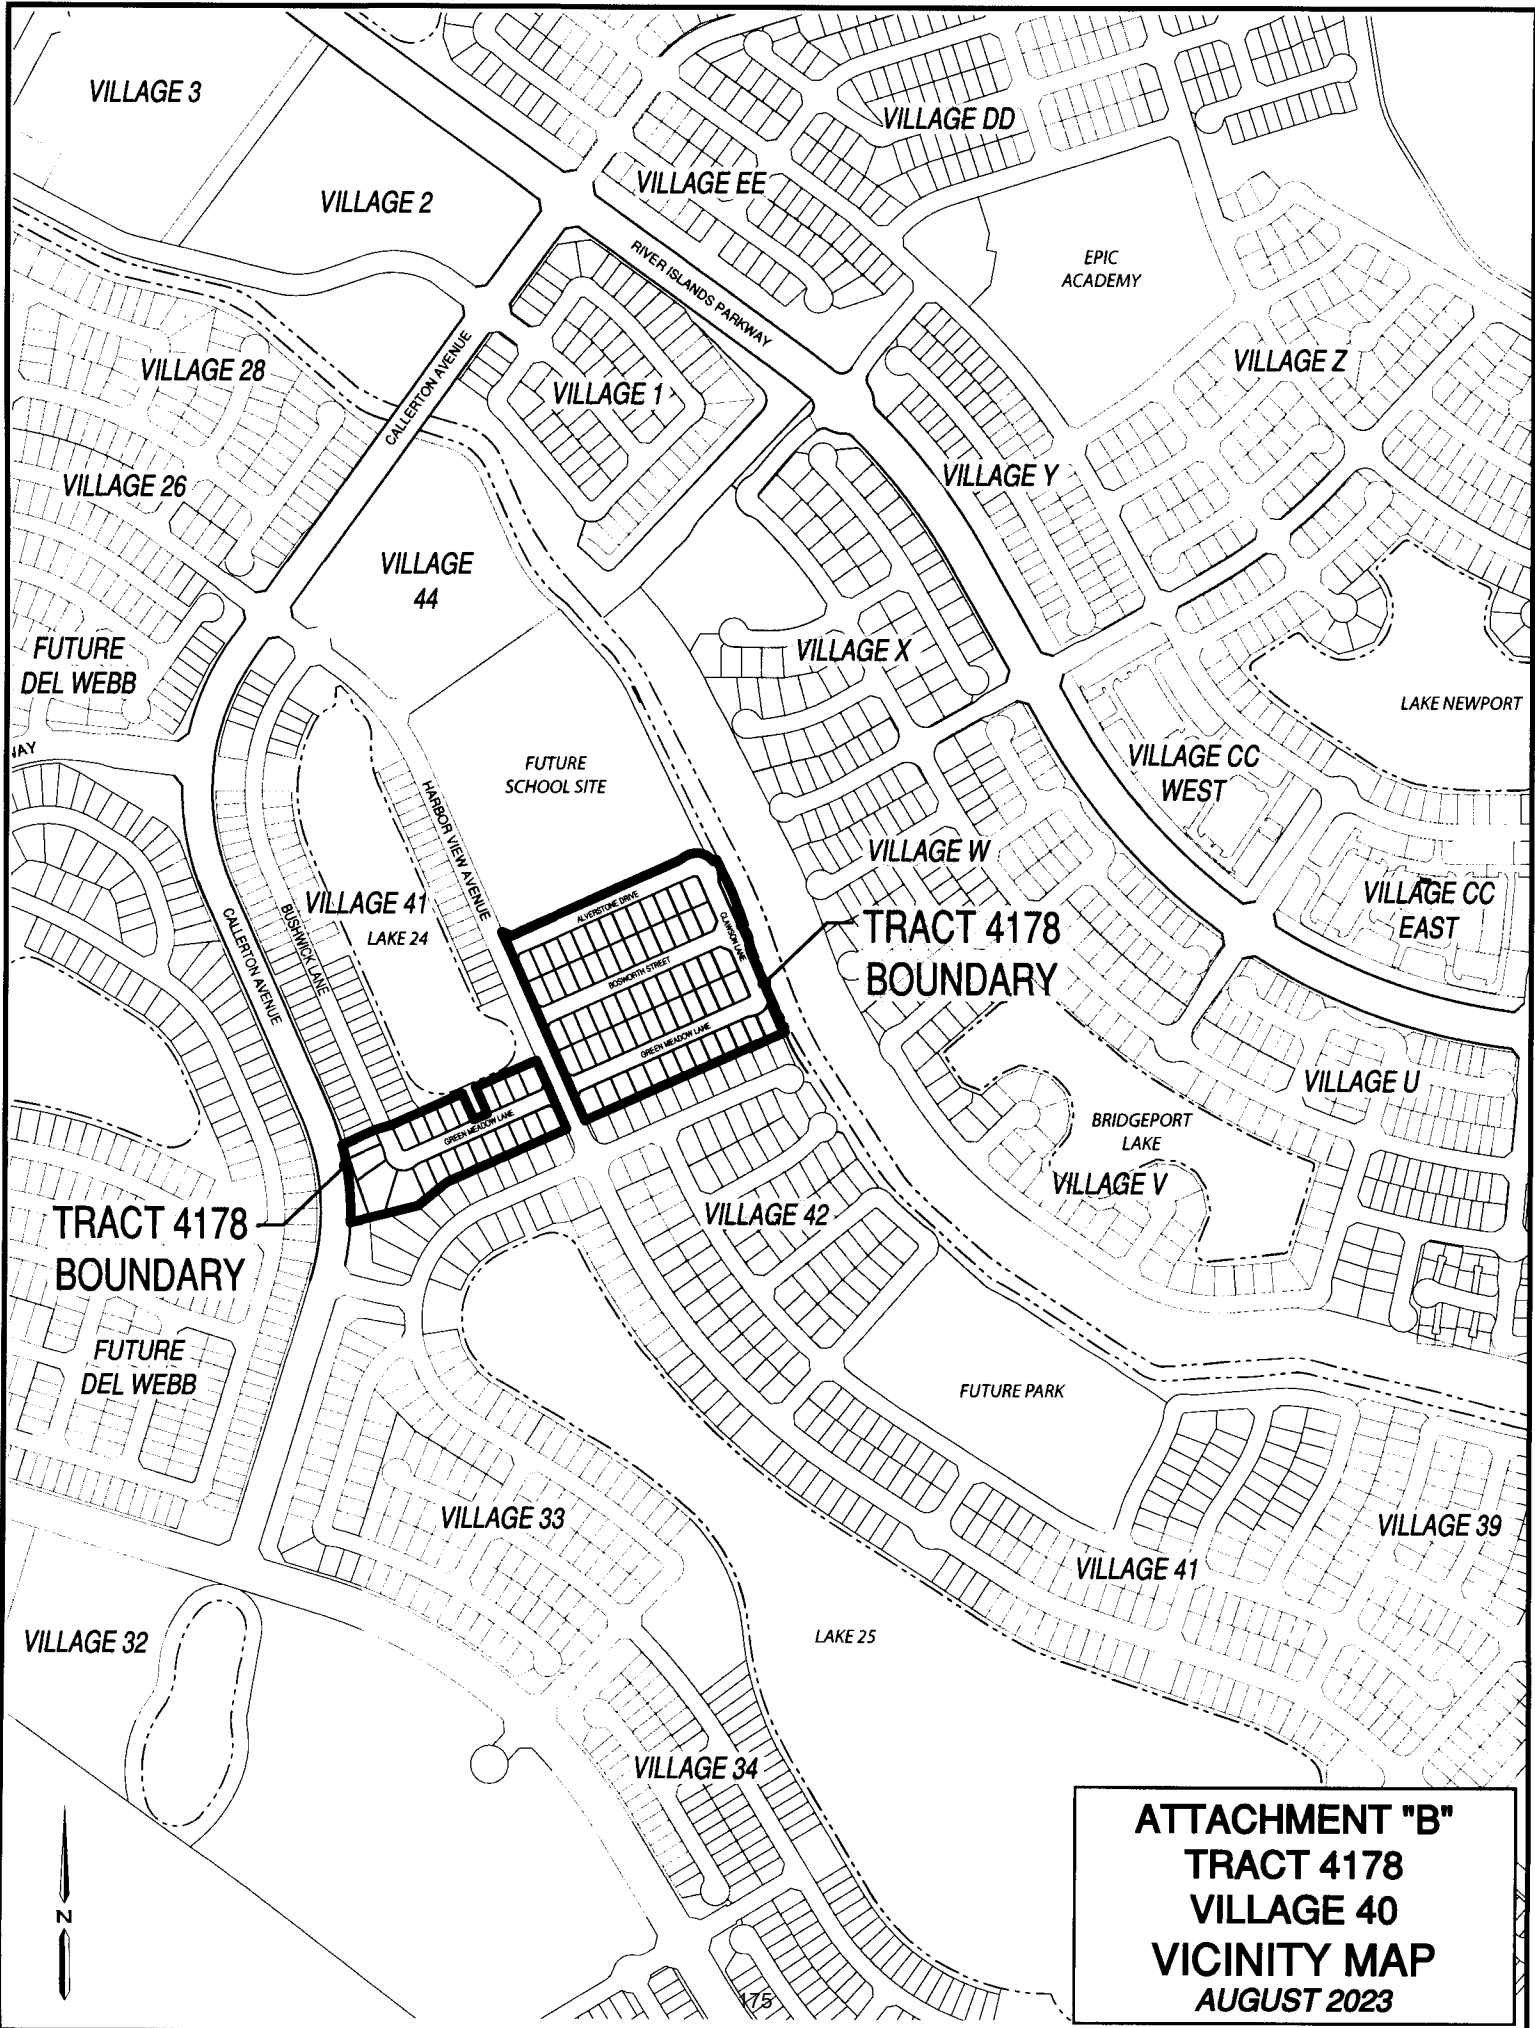 VILLAGE 3
VILLAGE DD
VILLAGE EE
VILLAGE 2
RIVER ISLANDS PARKWAY
EPIC
ACADEMY
VILLAGE 28
CALLERTON AVENUE
VILLAGE 1
VILLAGE Z
VILLAGE 26
VILLAGE Y
VILLAGE
44
FUTURE
DEL WEBB
VILLAGE X
LAKE NEWPORT
WAY
FUTURE
SCHOOL SITE
VILLAGE CC
WEST
HARBOR VIEW AVENUE
VILLAGE W
VILLAGE 41
LAKE 24
ALVERSTONE DRIVE
VILLAGE CC
EAST
CALLERTON AVENUE
BUSHWICK LANE
CLAWSON LANE
TRACT 4178
BOUNDARY
BOSWORTH STREET
GREEN MEADOW LANE
VILLAGE U
BRIDGEPORT
LAKE
GREEN MEADOW LANE
VILLAGE V
TRACT 4178
BOUNDARY
VILLAGE 42
FUTURE
DEL WEBB
FUTURE PARK
VILLAGE 33
VILLAGE 39
VILLAGE 41
VILLAGE 32
LAKE 25
VILLAGE 34
N
ATTACHMENT "B"
TRACT 4178
VILLAGE 40
VICINITY MAP
AUGUST 2023
175